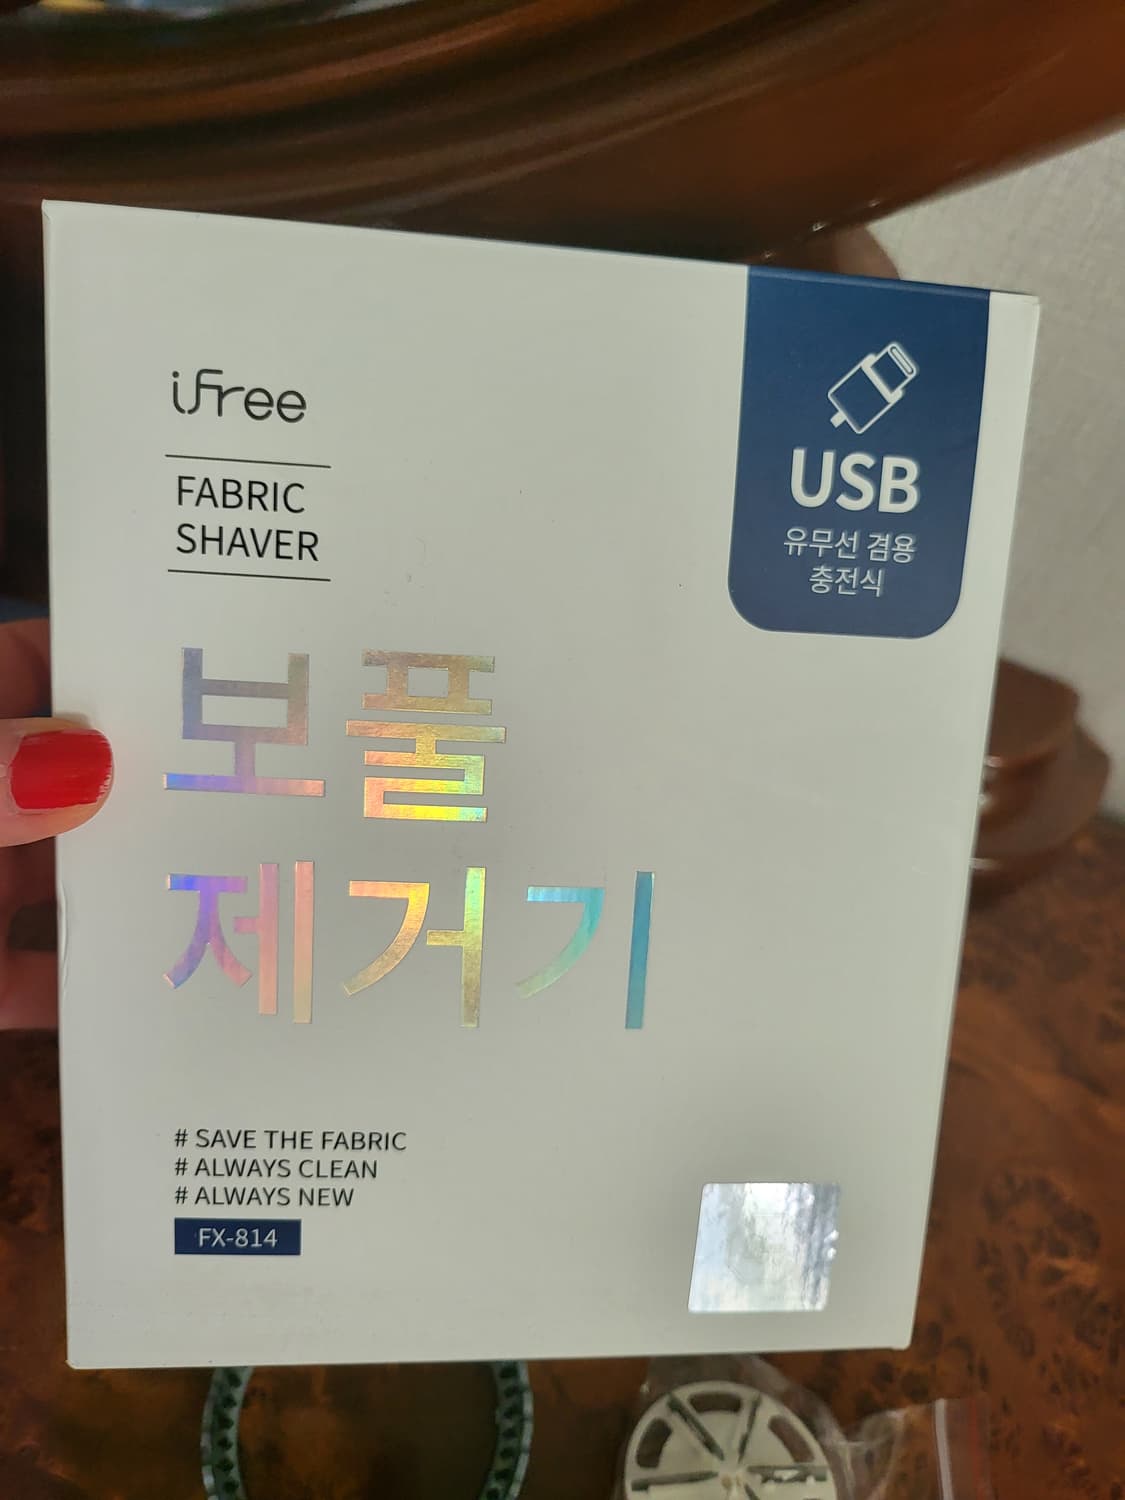 iFree
FABRIC
SHAVER
USB
유무선 겸용
충전식
보풀
제거기
# SAVE THE FABRIC
# ALWAYS CLEAN
# ALWAYS NEW
FX-814